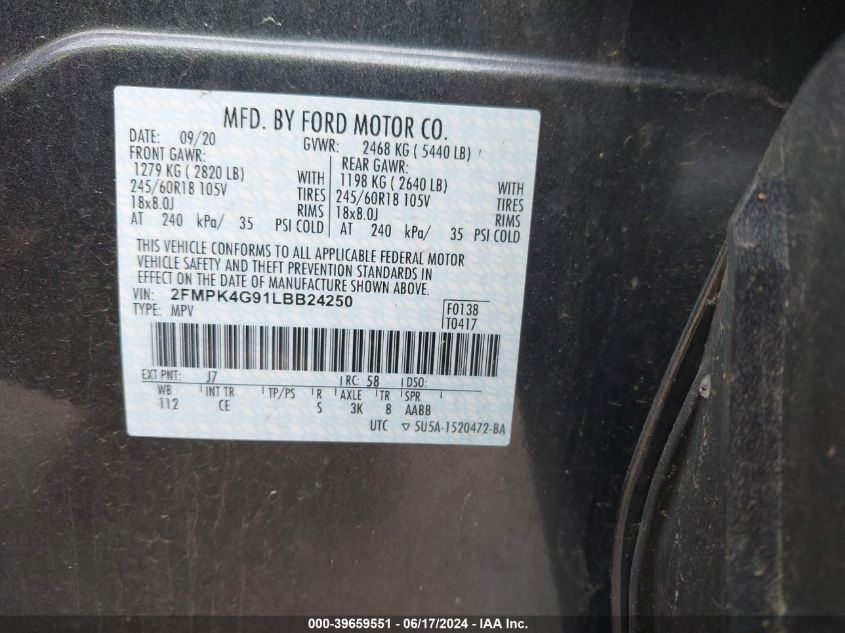 MFD. BY FORD MOTOR CO.
DATE: 09/20 GVWR: 2468 KG ( 5440 LB)
FRONT GAWR: REAR GAWR:
1279 KG ( 2820 LB) WITH 1198 KG ( 2640 LB) WITH
245/60R18 105V TIRES 245/60R18 105V TIRES
18x8.0J RIMS 18x8.0J RIMS
AT 240 kPa/ 35 PSI COLD AT 240 kPa/ 35 PSI COLD
THIS VEHICLE CONFORMS TO ALL APPLICABLE FEDERAL MOTOR
VEHICLE SAFETY AND THEFT PREVENTION STANDARDS IN
EFFECT ON THE DATE OF MANUFACTURE SHOWN ABOVE.
VIN: 2FMPK4G91LBB24250 F0138
TYPE: MPV T0417
EXT PNT: J7 RC: 58 DSO:
WB INT TR TP/PS R AXLE TR SPR
112 CE S 3K 8 AABB
UTC ▽ 5U5A-1520472-BA
000-39659551 - 06/17/2024 - IAA Inc.